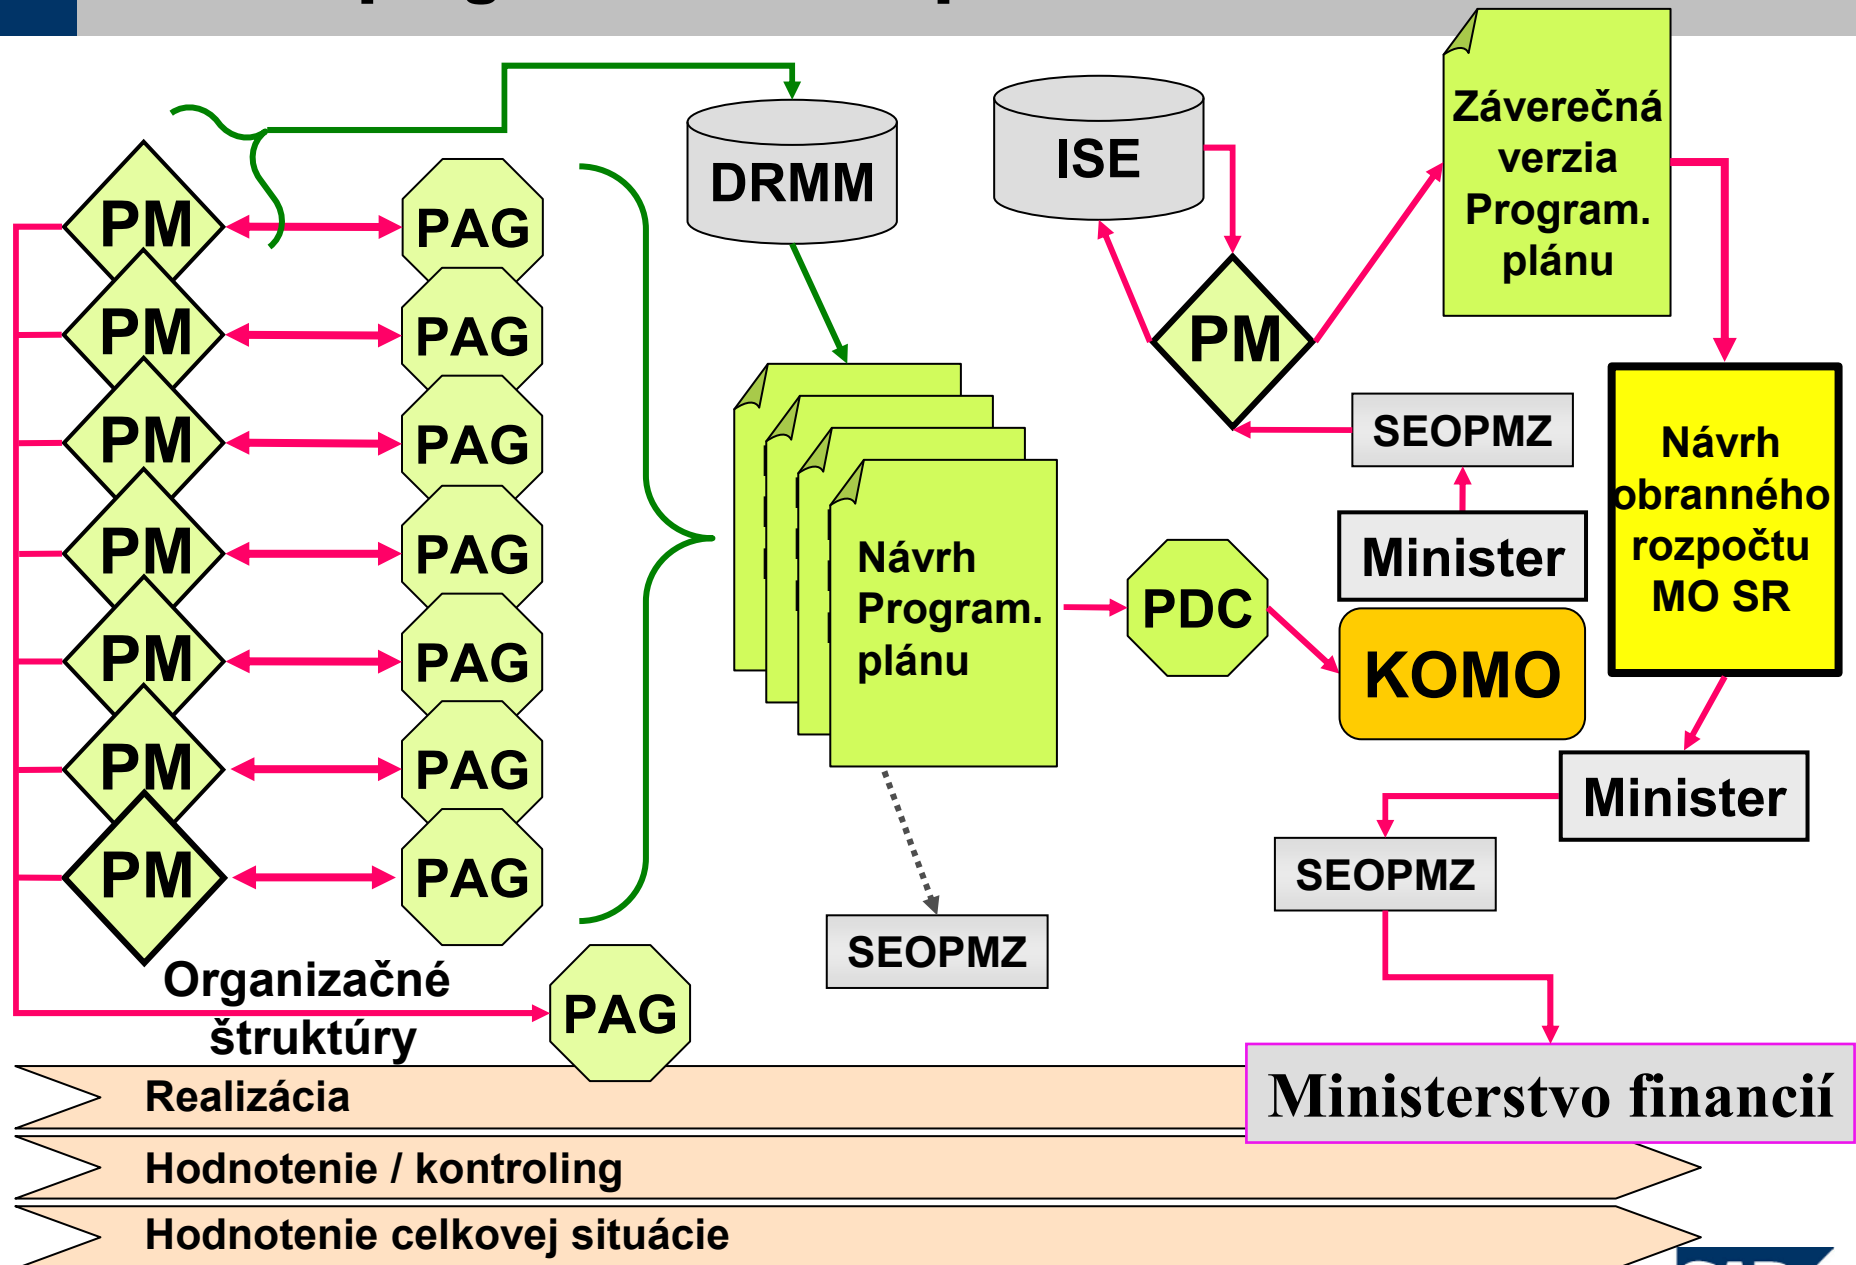 PM
PAG
PM
PAG
PM
PAG
PM
PAG
PM
PAG
PM
PAG
PM
PAG
Organizačné
štruktúry
PAG
DRMM
Návrh
Program.
plánu
SEOPMZ
PDC
KOMO
Minister
SEOPMZ
PM
ISE
Záverečná
verzia
Program.
plánu
Návrh
obranného
rozpočtu
MO SR
Minister
SEOPMZ
Ministerstvo financií
Realizácia
Hodnotenie / kontroling
Hodnotenie celkovej situácie